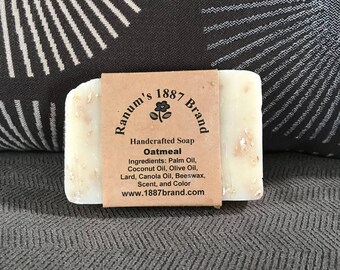 Ranum's 1887 Brand
Handcrafted Soap
Oatmeal
Ingredients: Palm Oil,
Coconut Oil, Olive Oil,
Lard, Canola Oil, Beeswax,
Scent, and Color
www.1887brand.com